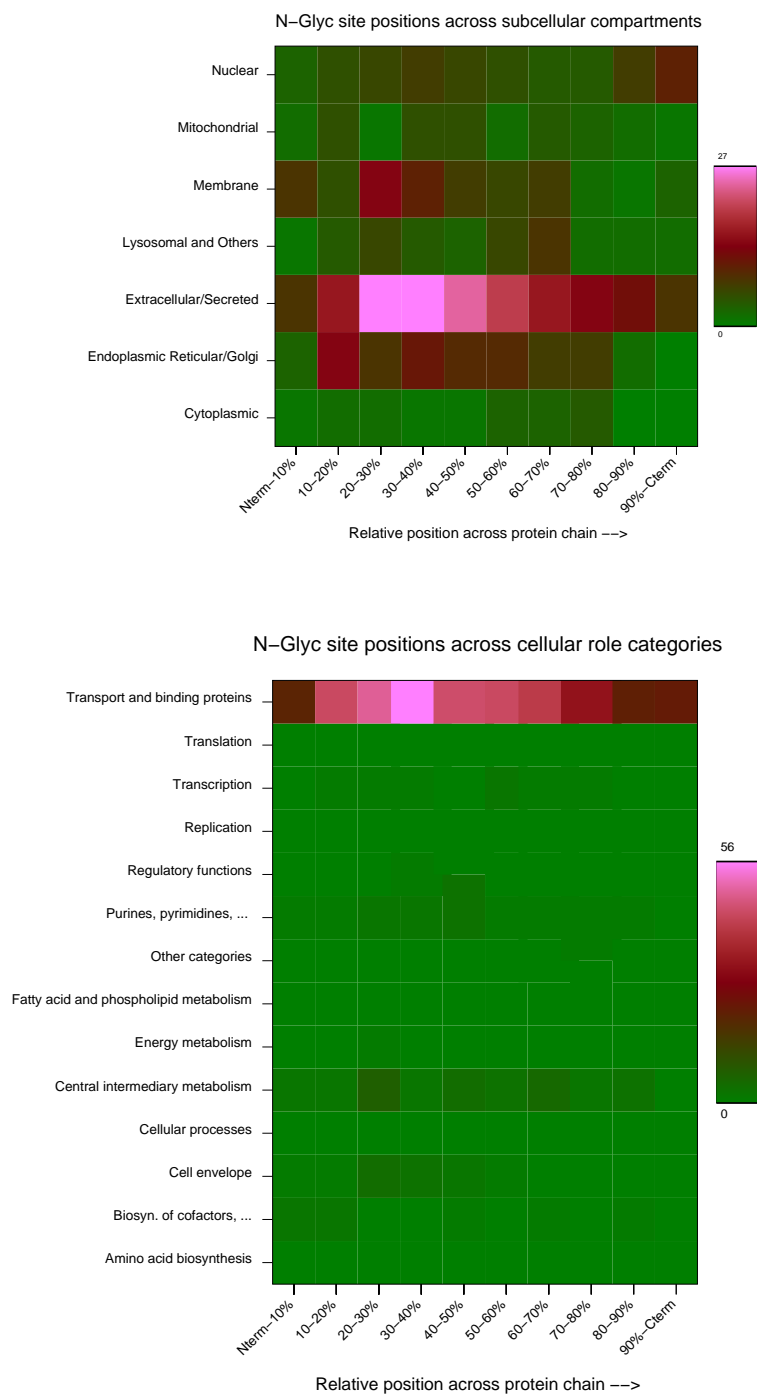 N−Glyc site positions across subcellular compartments
Nuclear
Mitochondrial
Membrane
Lysosomal and Others
Extracellular/Secreted
Endoplasmic Reticular/Golgi
Cytoplasmic
27
0
Nterm−10%
10−20%
20−30%
30−40%
40−50%
50−60%
60−70%
70−80%
80−90%
90%−Cterm
Relative position across protein chain −−>
N−Glyc site positions across cellular role categories
Transport and binding proteins
Translation
Transcription
Replication
Regulatory functions
Purines, pyrimidines, ...
Other categories
Fatty acid and phospholipid metabolism
Energy metabolism
Central intermediary metabolism
Cellular processes
Cell envelope
Biosyn. of cofactors, ...
Amino acid biosynthesis
56
0
Nterm−10%
10−20%
20−30%
30−40%
40−50%
50−60%
60−70%
70−80%
80−90%
90%−Cterm
Relative position across protein chain −−>